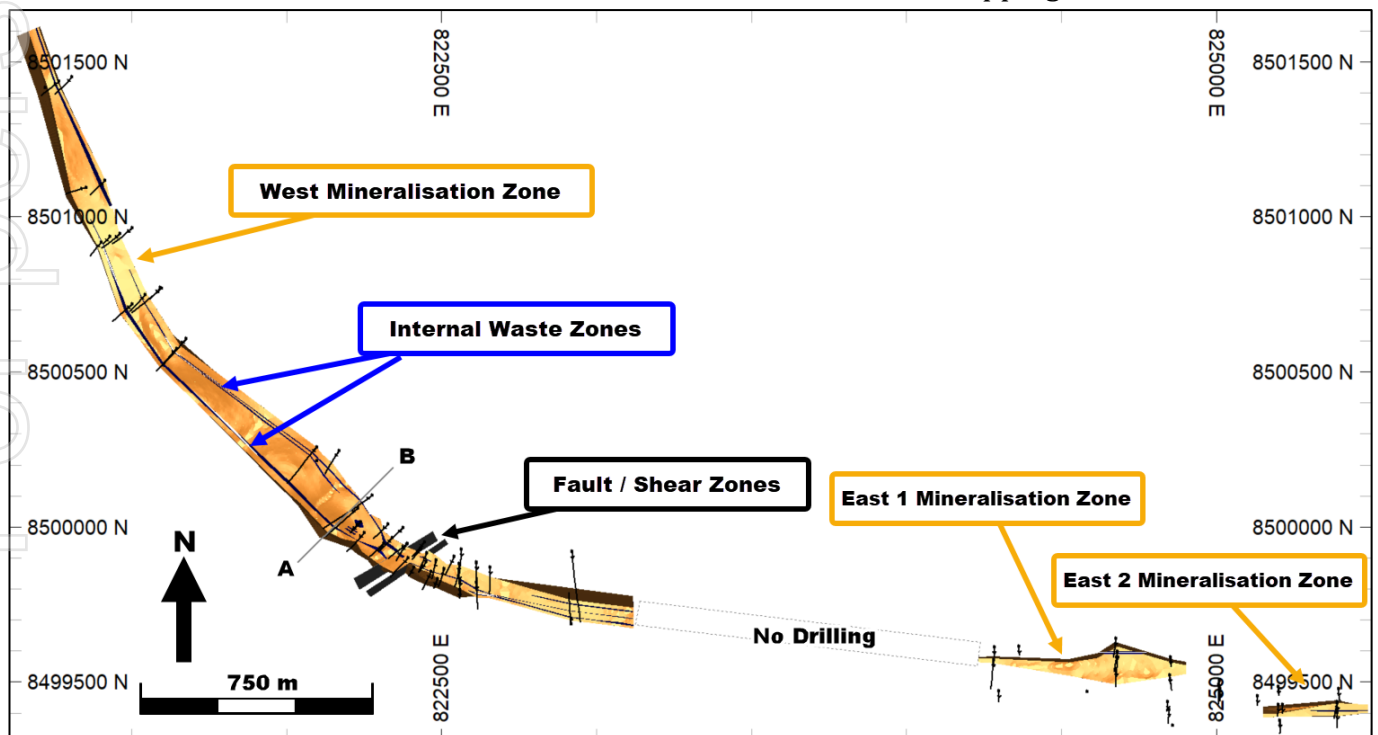 pping
822500 E
825000 E
8501500 N
8501500 N
West Mineralisation Zone
8501000 N
8501000 N
Internal Waste Zones
8500500 N
8500500 N
B
Fault / Shear Zones
East 1 Mineralisation Zone
8500000 N
8500000 N
N
A
East 2 Mineralisation Zone
No Drilling
822500 E
825000 E
750 m
8499500 N
8499500 N